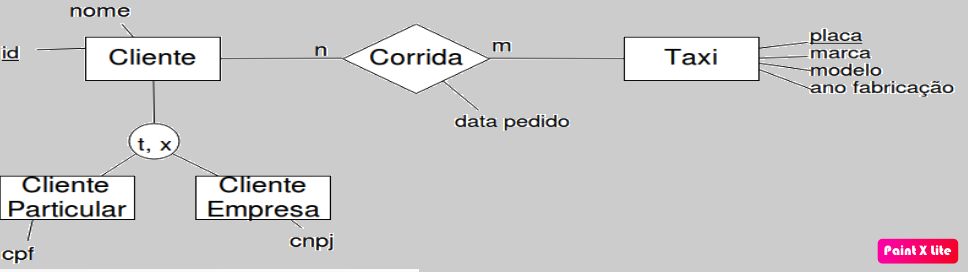 nome
id
Cliente
n
Corrida
m
Taxi
placa
marca
modelo
ano fabricação
data pedido
t, x
Cliente
Particular
Cliente
Empresa
cpf
cnpj
Paint X Lite